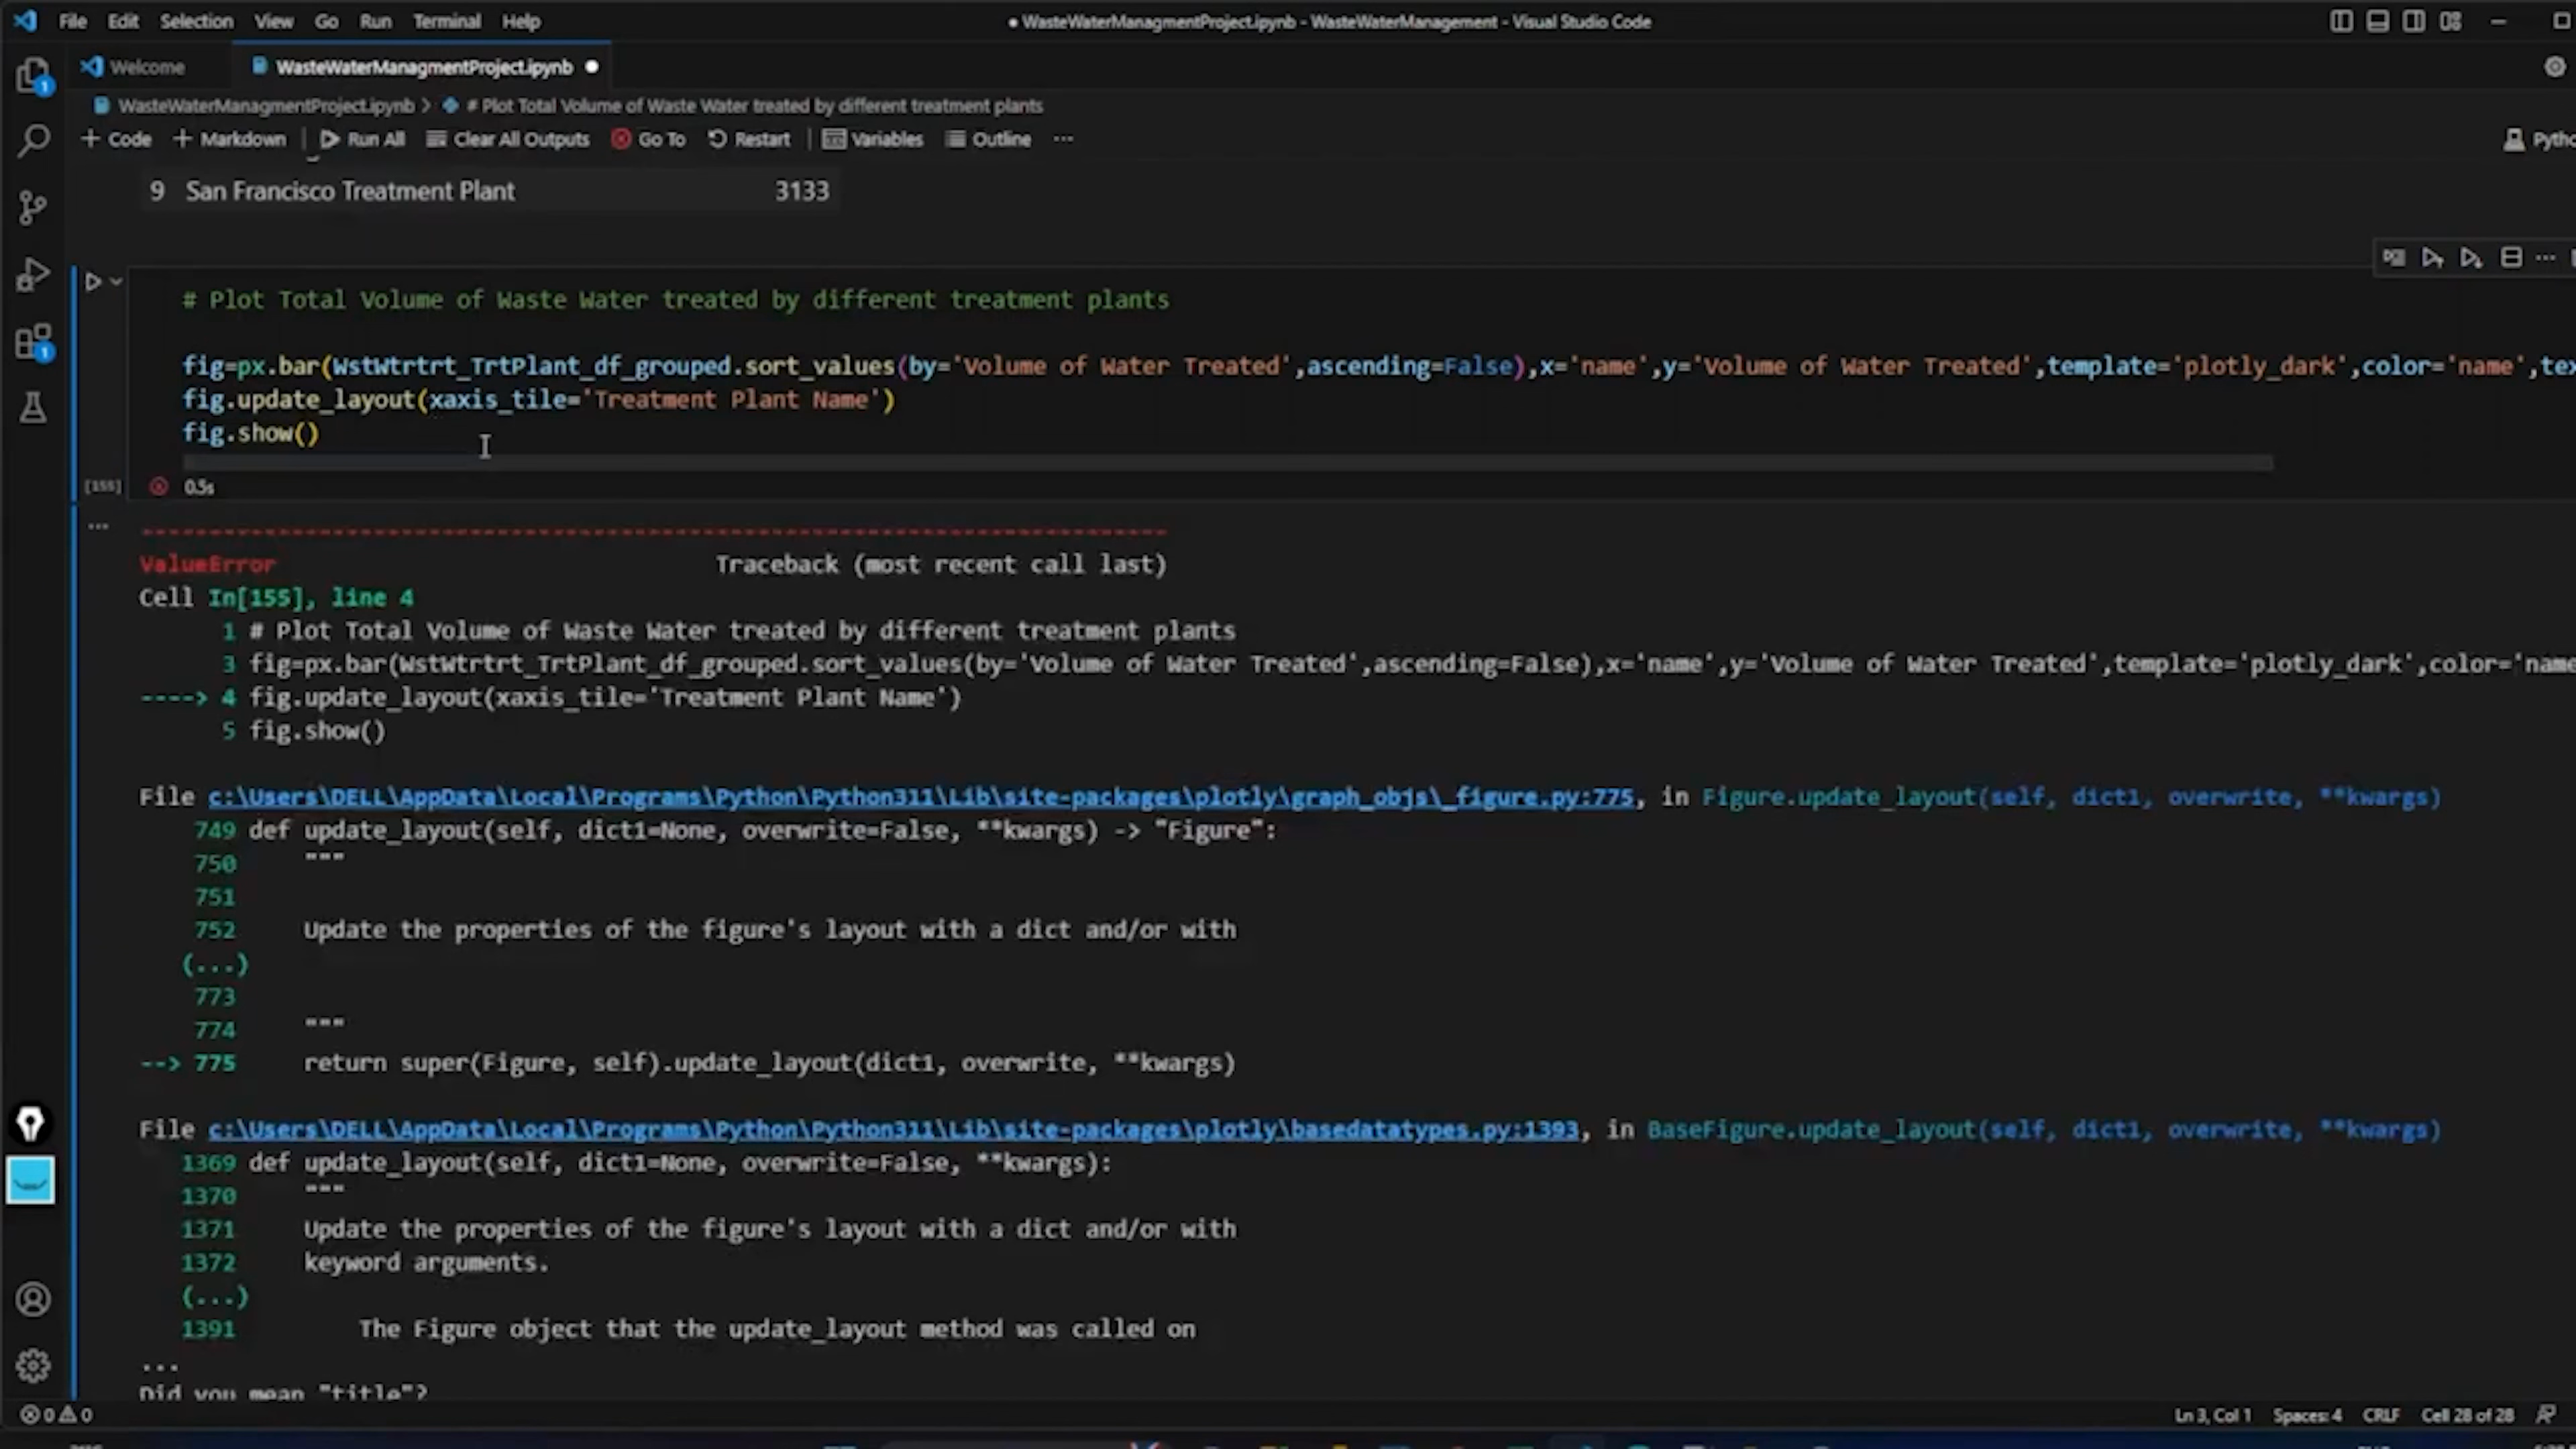 File Edit Selection View Go Run Terminal Help
● WasteWaterManagmentProject.ipynb - WasteWaterManagement - Visual Studio Code
Welcome
WasteWaterManagmentProject.ipynb ●
WasteWaterManagmentProject.ipynb > # Plot Total Volume of Waste Water treated by different treatment plants
+ Code + Markdown | Run All Clear All Outputs Go To Restart | Variables Outline ...
Pytho
9 San Francisco Treatment Plant 3133
# Plot Total Volume of Waste Water treated by different treatment plants
fig=px.bar(WstWtrtrt_TrtPlant_df_grouped.sort_values(by='Volume of Water Treated',ascending=False),x='name',y='Volume of Water Treated',template='plotly_dark',color='name',tex
fig.update_layout(xaxis_tile='Treatment Plant Name')
fig.show()
[155] 0.5s
...
---------------------------------------------------------------------------
ValueError Traceback (most recent call last)
Cell In[155], line 4
1 # Plot Total Volume of Waste Water treated by different treatment plants
3 fig=px.bar(WstWtrtrt_TrtPlant_df_grouped.sort_values(by='Volume of Water Treated',ascending=False),x='name',y='Volume of Water Treated',template='plotly_dark',color='name
----> 4 fig.update_layout(xaxis_tile='Treatment Plant Name')
5 fig.show()
File c:\Users\DELL\AppData\Local\Programs\Python\Python311\Lib\site-packages\plotly\graph_objs\_figure.py:775, in Figure.update_layout(self, dict1, overwrite, **kwargs)
749 def update_layout(self, dict1=None, overwrite=False, **kwargs) -> "Figure":
750 """
751
752 Update the properties of the figure's layout with a dict and/or with
(...)
773
774 """
--> 775 return super(Figure, self).update_layout(dict1, overwrite, **kwargs)
File c:\Users\DELL\AppData\Local\Programs\Python\Python311\Lib\site-packages\plotly\basedatatypes.py:1393, in BaseFigure.update_layout(self, dict1, overwrite, **kwargs)
1369 def update_layout(self, dict1=None, overwrite=False, **kwargs):
1370 """
1371 Update the properties of the figure's layout with a dict and/or with
1372 keyword arguments.
(...)
1391 The Figure object that the update_layout method was called on
...
Did you mean "title"?
0 0
Ln 3, Col 1 Spaces: 4 CRLF Cell 28 of 28